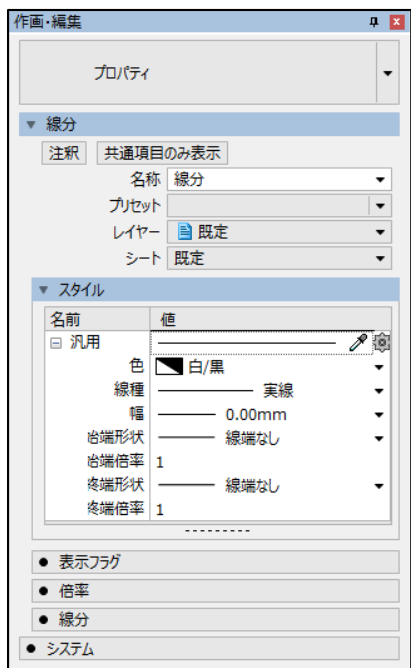 作画・編集
プロパティ
線分
注釈 共通項目のみ表示
名称 線分
プリセット
レイヤー 既定
シート 既定
スタイル
名前 値
汎用
色 白/黒
線種 実線
幅 0.00mm
始端形状 線端なし
始端倍率 1
終端形状 線端なし
終端倍率 1
表示フラグ
倍率
線分
システム